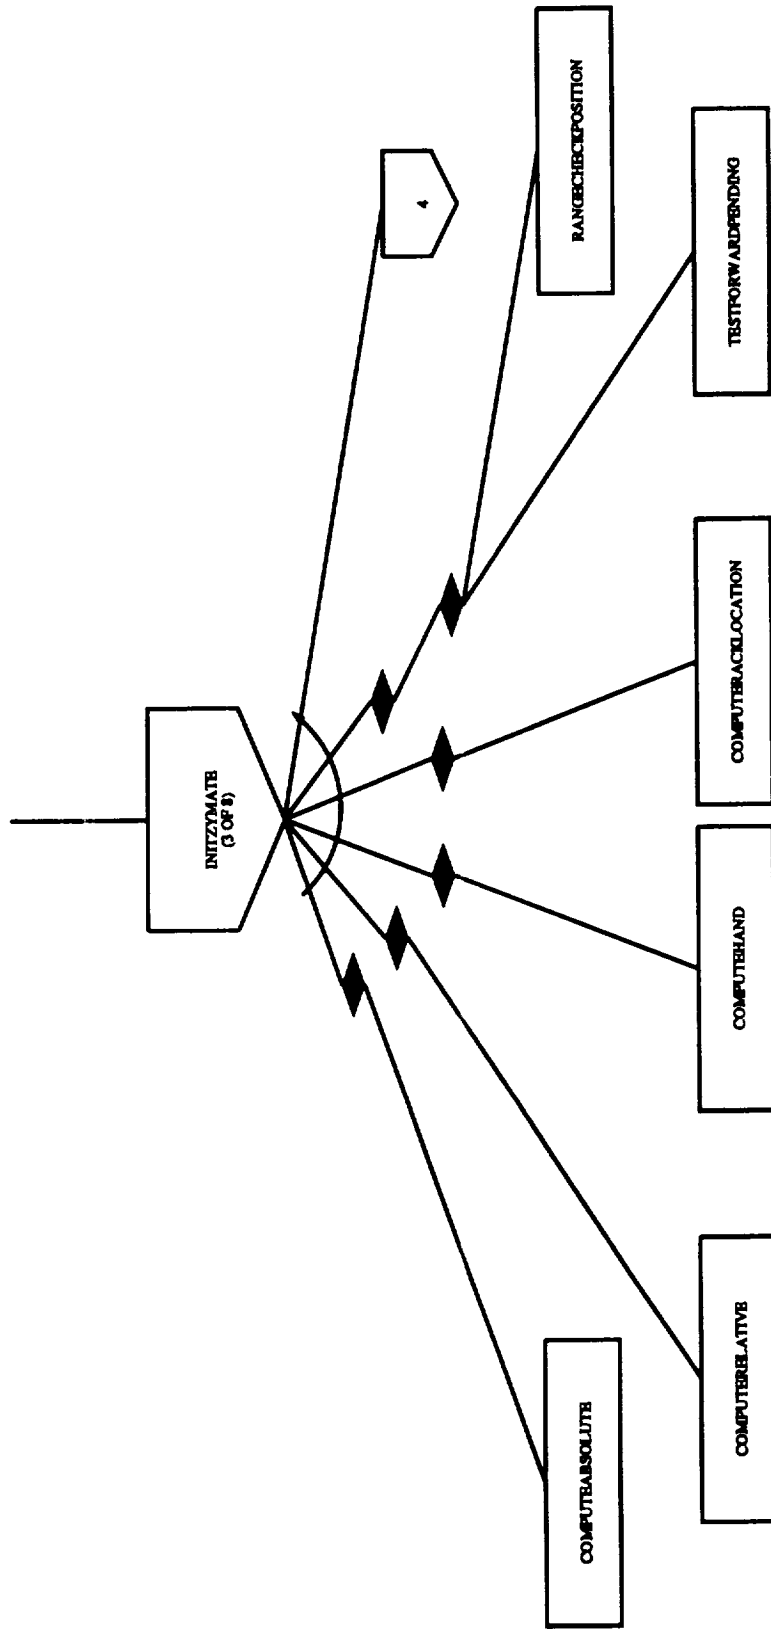 INITZYMATE
(3 OF 8)
4
COMPUTEABSOLUTE
COMPUTERELATIVE
COMPUTEHAND
COMPUTERACKLOCATION
TESTFORWARDPENDING
RANGECHECKPOSITION